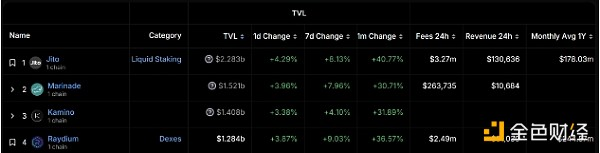 TVL
Name Category TVL 1d Change 7d Change 1m Change Fees 24h Revenue 24h Monthly Avg 1Y
1 Jito Liquid Staking $2.283b +4.29% +8.13% +40.77% $3.27m $130,636 $178.03m
1 chain
2 Marinade $1.521b +3.96% +7.96% +30.71% $263,735 $10,684
1 chain
3 Kamino $1.408b +3.38% +4.10% +31.89%
1 chain
4 Raydium Dexes $1.284b +3.87% +9.03% +36.57% $2.49m
1 chain
金色财经